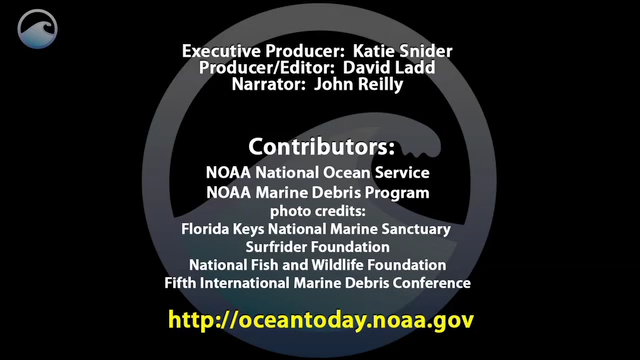 Executive Producer: Katie Snider
Producer/Editor: David Ladd
Narrator: John Reilly
Contributors:
NOAA National Ocean Service
NOAA Marine Debris Program
photo credits:
Florida Keys National Marine Sanctuary
Surfrider Foundation
National Fish and Wildlife Foundation
Fifth International Marine Debris Conference
http://oceantoday.noaa.gov